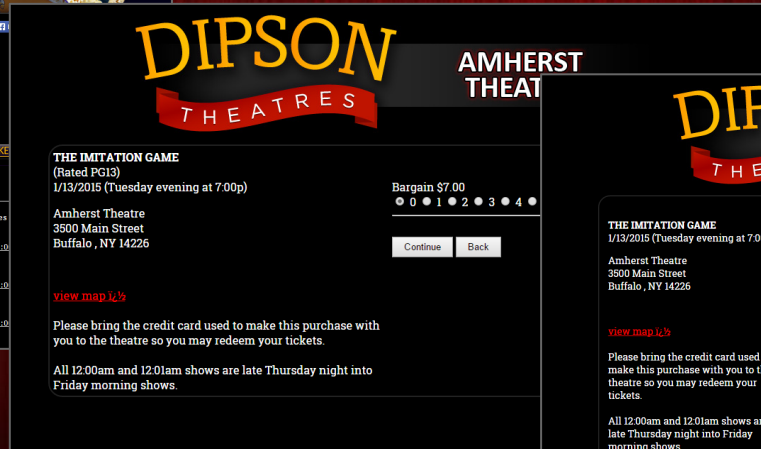 DIPSON
THEATRES
AMHERST
THE IMITATION GAME
(Rated PG13)
1/13/2015 (Tuesday evening at 7:00p)
Amherst Theatre
3500 Main Street
Buffalo , NY 14226
view map ï¿½
Please bring the credit card used to make this purchase with
you to the theatre so you may redeem your tickets.
All 12:00am and 12:01am shows are late Thursday night into
Friday morning shows.
Bargain $7.00
0 1 2 3 4
Continue Back
THE IMITATION GAME
1/13/2015 (Tuesday evening at
Amherst Theatre
3500 Main Street
Buffalo , NY 14226
view map ï¿½
Please bring the credit card used
make this purchase with you to
theatre so you may redeem your
tickets.
All 12:00am and 12:01am shows
late Thursday night into Friday
morning shows